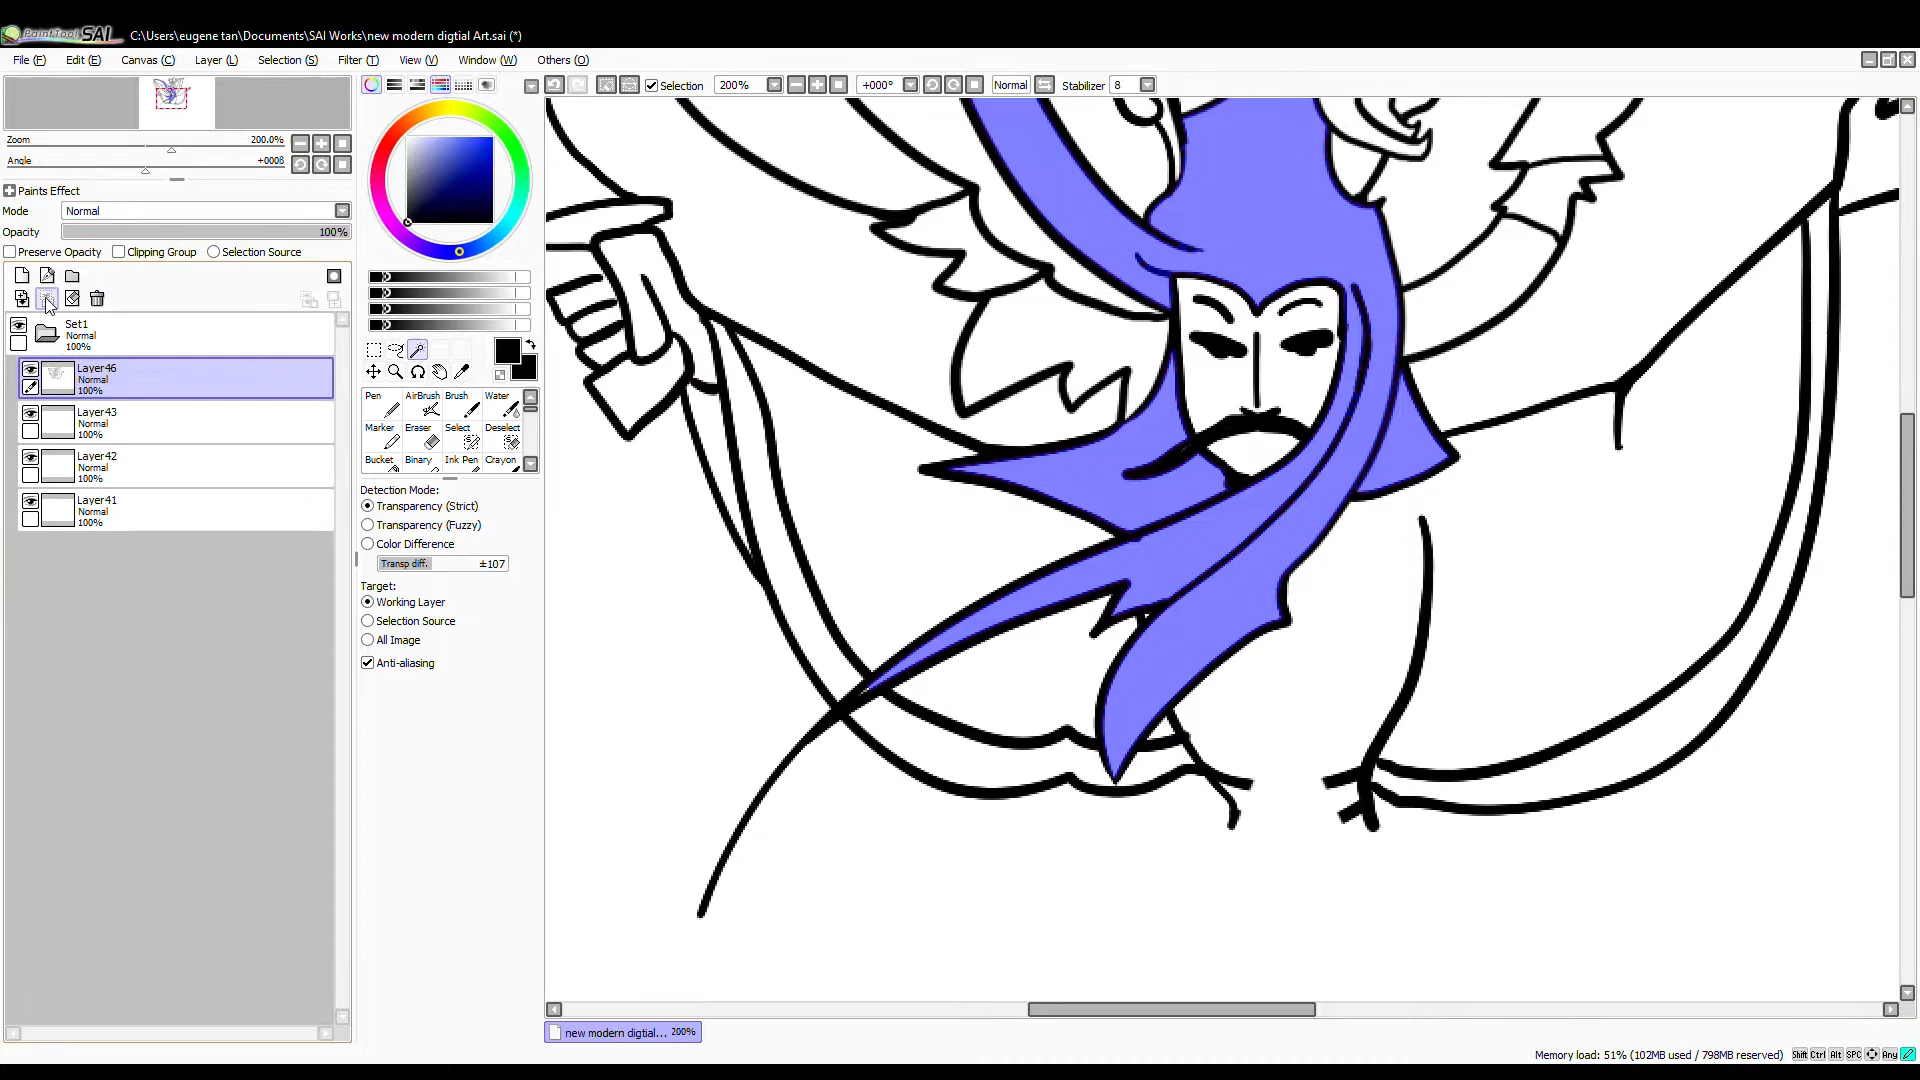 PaintTool SAI C:\Users\eugene tan\Documents\SAI Works\new modern digtial Art.sai (*)
File (F) Edit (E) Canvas (C) Layer (L) Selection (S) Filter (T) View (V) Window (W) Others (O)
Selection 200% +000° Normal Stabilizer 8
Zoom 200.0%
Angle +000ß
Paints Effect
Mode Normal
Opacity 100%
Preserve Opacity Clipping Group Selection Source
Set1
Normal
100%
Layer46
Normal
100%
Layer43
Normal
100%
Layer42
Normal
100%
Layer41
Normal
100%
Pen AirBrush Brush Water
Marker Eraser Select Deselect
Bucket Binary Ink Pen Crayon
Detection Mode:
Transparency (Strict)
Transparency (Fuzzy)
Color Difference
Transp diff. ±107
Target:
Working Layer
Selection Source
All Image
Anti-aliasing
new modern digtial... 200%
Memory load: 51% (102MB used / 798MB reserved) Shift Ctrl Alt SPC Any